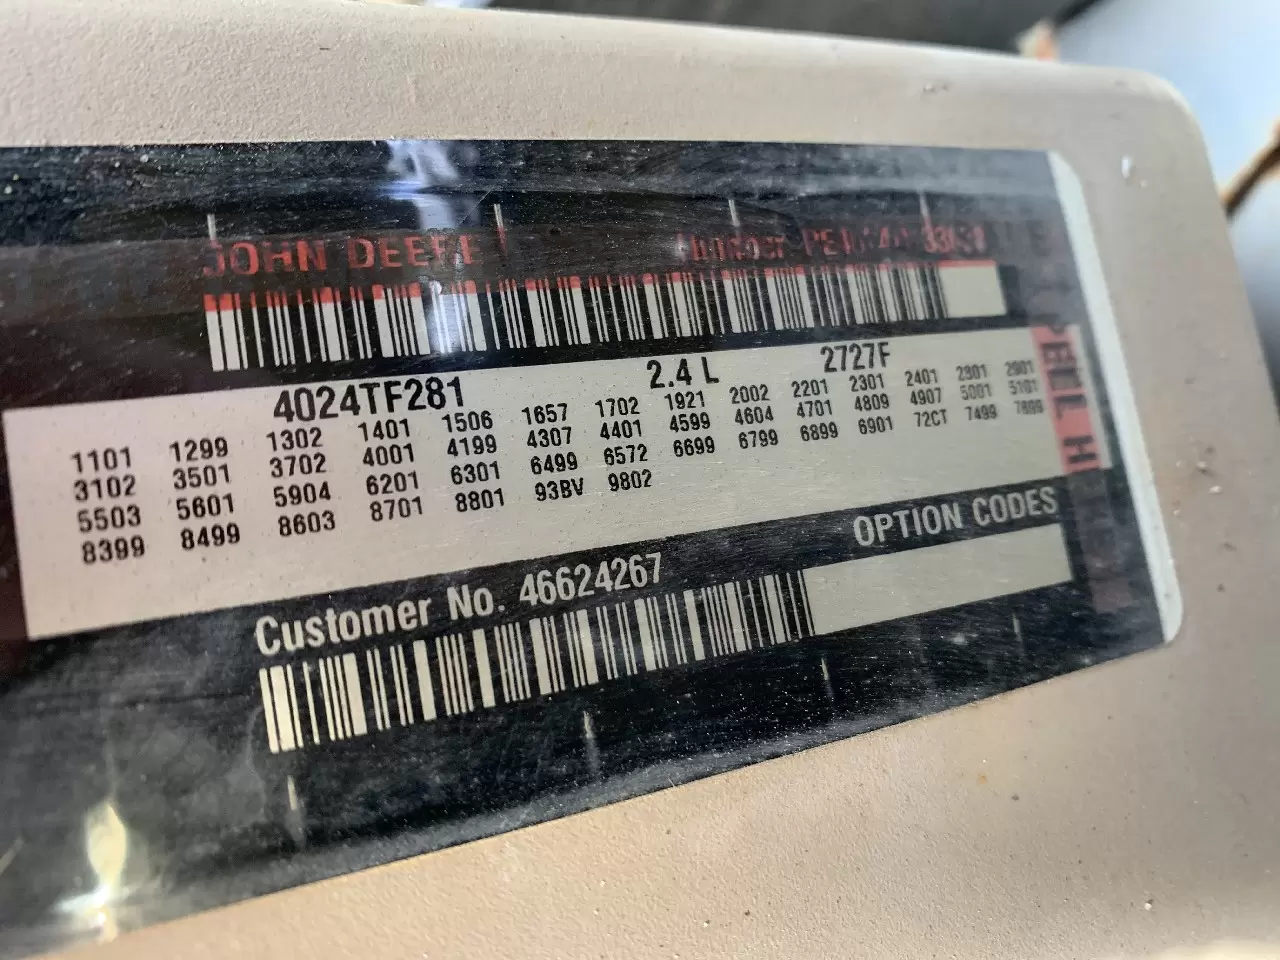 JOHN DEERE
4024TF281 2.4 L 2727F
1101 1299 1302 1401 1506 1657 1702 1921 2002 2201 2301 2401 2301 2901
3102 3501 3702 4001 4199 4307 4401 4599 4604 4701 4809 4907 5001 5101
5503 5601 5904 6201 6301 6499 6572 6699 6799 6899 6901 72CT 7499 7899
8399 8499 8603 8701 8801 93BV 9802
OPTION CODES
Customer No. 46624267
PEEL